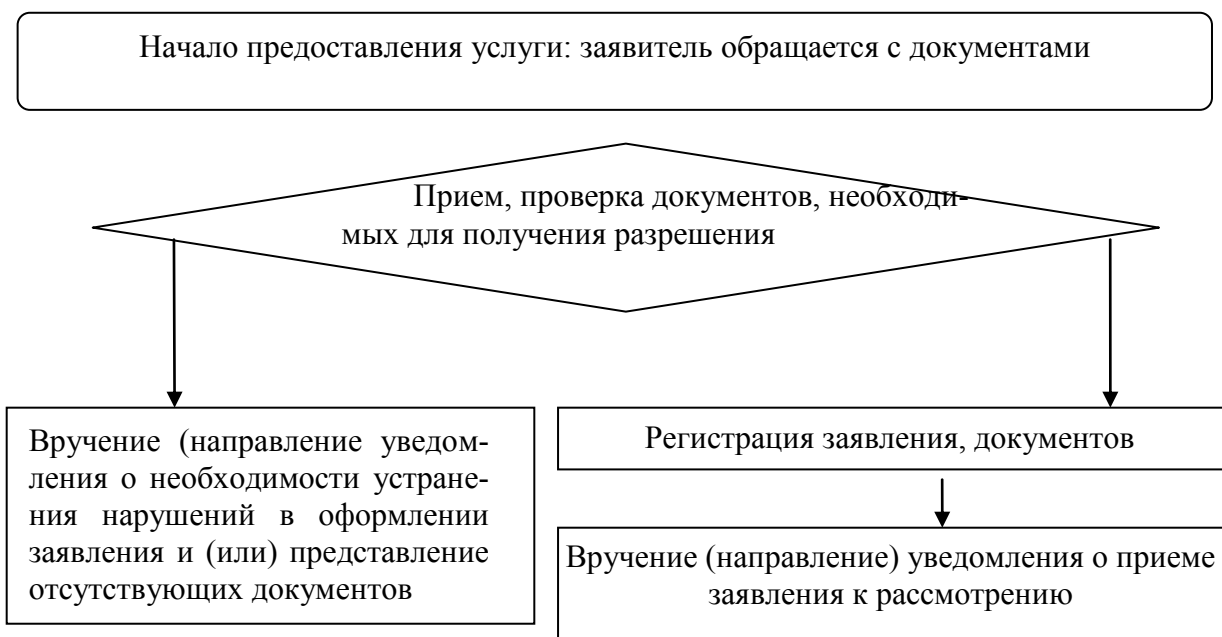 Начало предоставления услуги: заявитель обращается с документами
Прием, проверка документов, необходи-
мых для получения разрешения
Вручение (направление уведом-
ления о необходимости устране-
ния нарушений в оформлении
заявления и (или) представление
отсутствующих документов
Регистрация заявления, документов
Вручение (направление) уведомления о приеме
заявления к рассмотрению